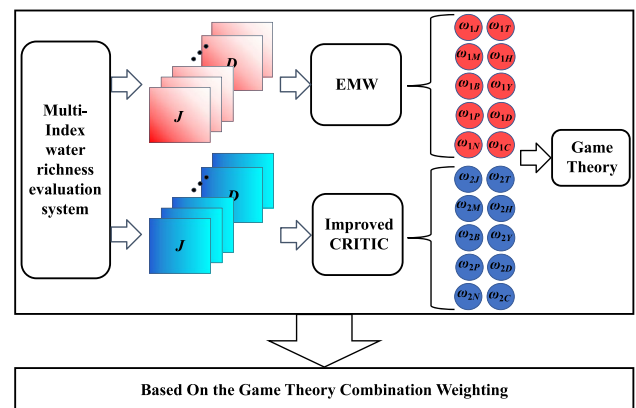 Multi-
Index
water
richness
evaluation
system
J
D
EMW
ω1J ω1T
ω1M ω1H
ω1B ω1Y
ω1P ω1D
ω1N ω1C
J
D
Improved
CRITIC
ω2J ω2T
ω2M ω2H
ω2B ω2Y
ω2P ω2D
ω2N ω2C
Game
Theory
Based On the Game Theory Combination Weighting